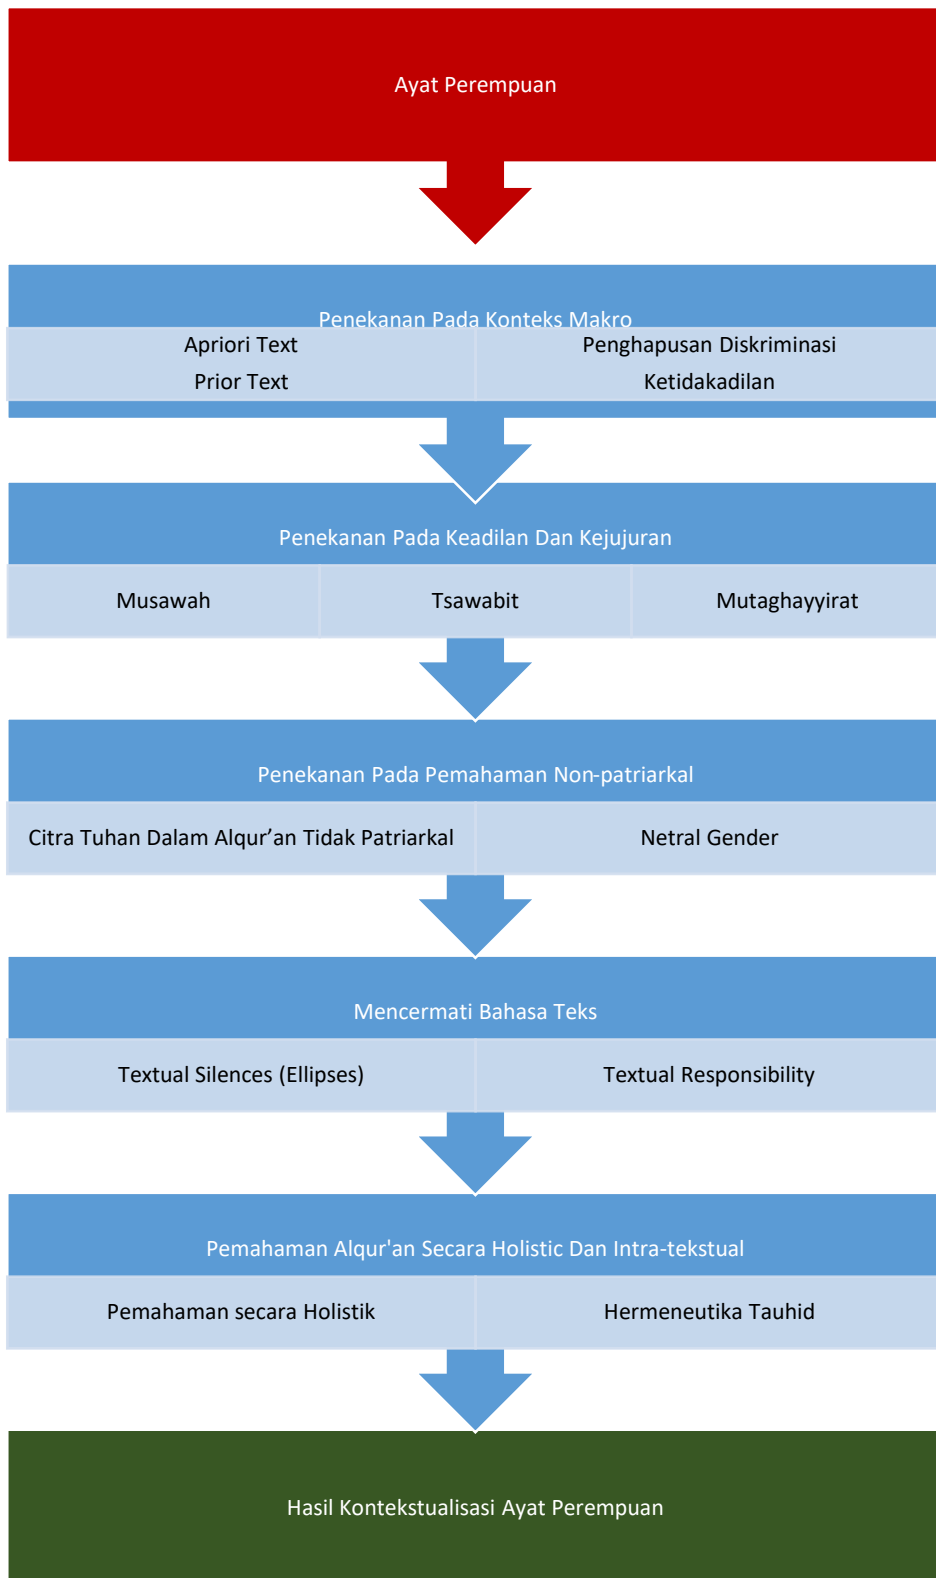 Ayat Perempuan
Penekanan Pada Konteks Makro
Apriori Text
Prior Text
Penghapusan Diskriminasi
Ketidakadilan
Penekanan Pada Keadilan Dan Kejujuran
Musawah
Tsawabit
Mutaghayyirat
Penekanan Pada Pemahaman Non-patriarkal
Citra Tuhan Dalam Alqur’an Tidak Patriarkal
Netral Gender
Mencermati Bahasa Teks
Textual Silences (Ellipses)
Textual Responsibility
Pemahaman Alqur'an Secara Holistic Dan Intra-tekstual
Pemahaman secara Holistik
Hermeneutika Tauhid
Hasil Kontekstualisasi Ayat Perempuan